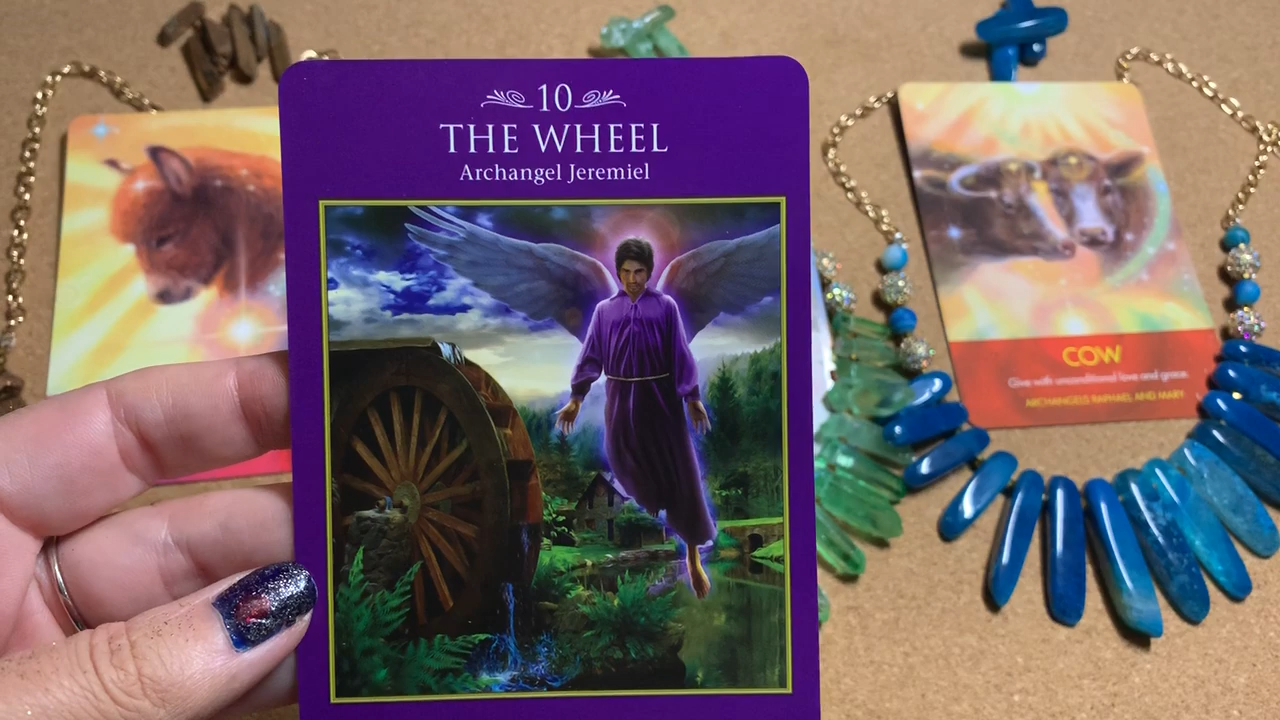 10
THE WHEEL
Archangel Jeremiel
COW
Give with unconditional love and grace.
ARCHANGELS RAPHAEL AND MARY